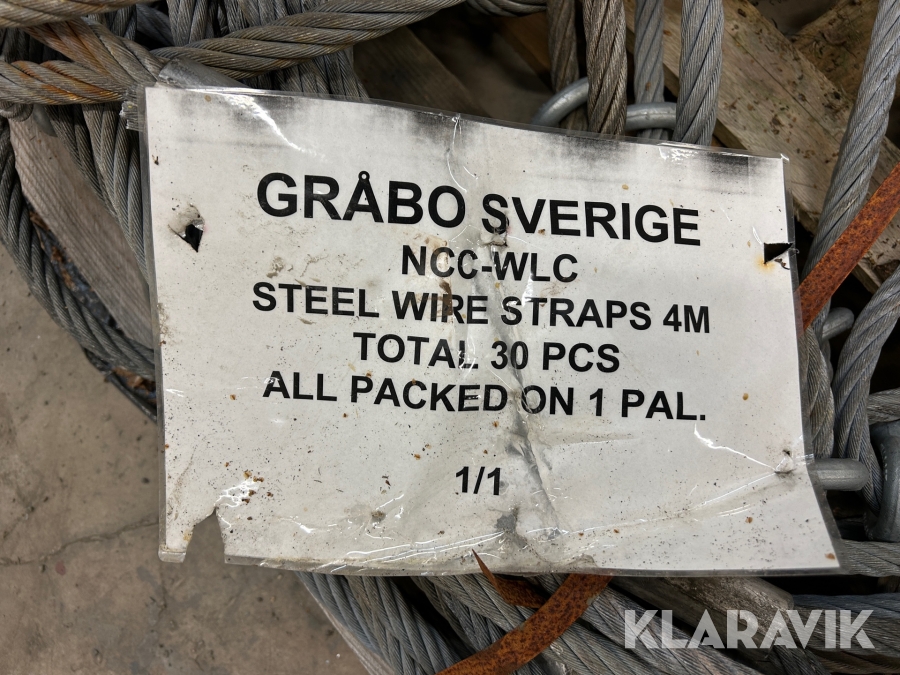 GRÅBO SVERIGE
NCC-WLC
STEEL WIRE STRAPS 4M
TOTAL 30 PCS
ALL PACKED ON 1 PAL.
1/1
KLARAVIK